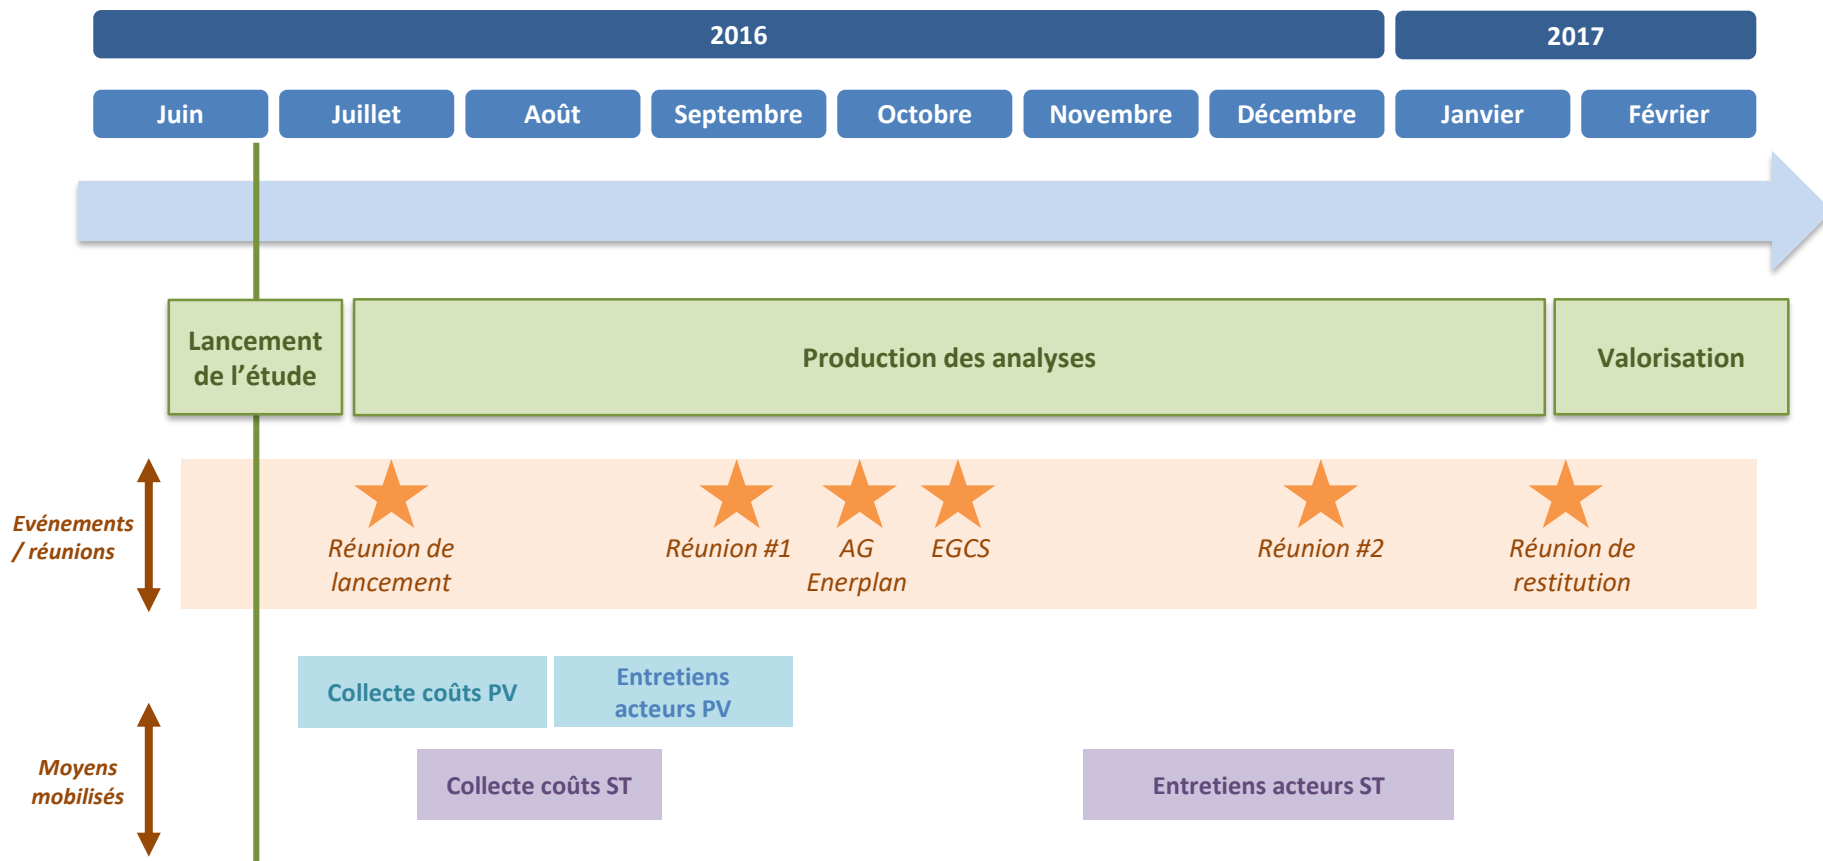 2016
2017
Juin
Juillet
Août
Septembre
Octobre
Novembre
Décembre
Janvier
Février
Lancement
de l’étude
Production des analyses
Valorisation
Evénements
/ réunions
Réunion de
lancement
Réunion #1
AG
Enerplan
EGCS
Réunion #2
Réunion de
restitution
Moyens
mobilisés
Collecte coûts PV
Entretiens
acteurs PV
Collecte coûts ST
Entretiens acteurs ST